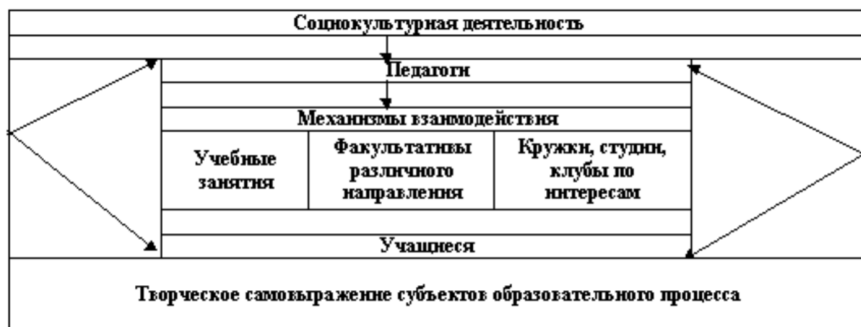 Социокультурная деятельность
Педагоги
Механизмы взаимодействия
Учебные
занятия
Факультативы
различного
направления
Кружки, студии,
клубы по
интересам
Учащиеся
Творческое самовыражение субъектов образовательного процесса